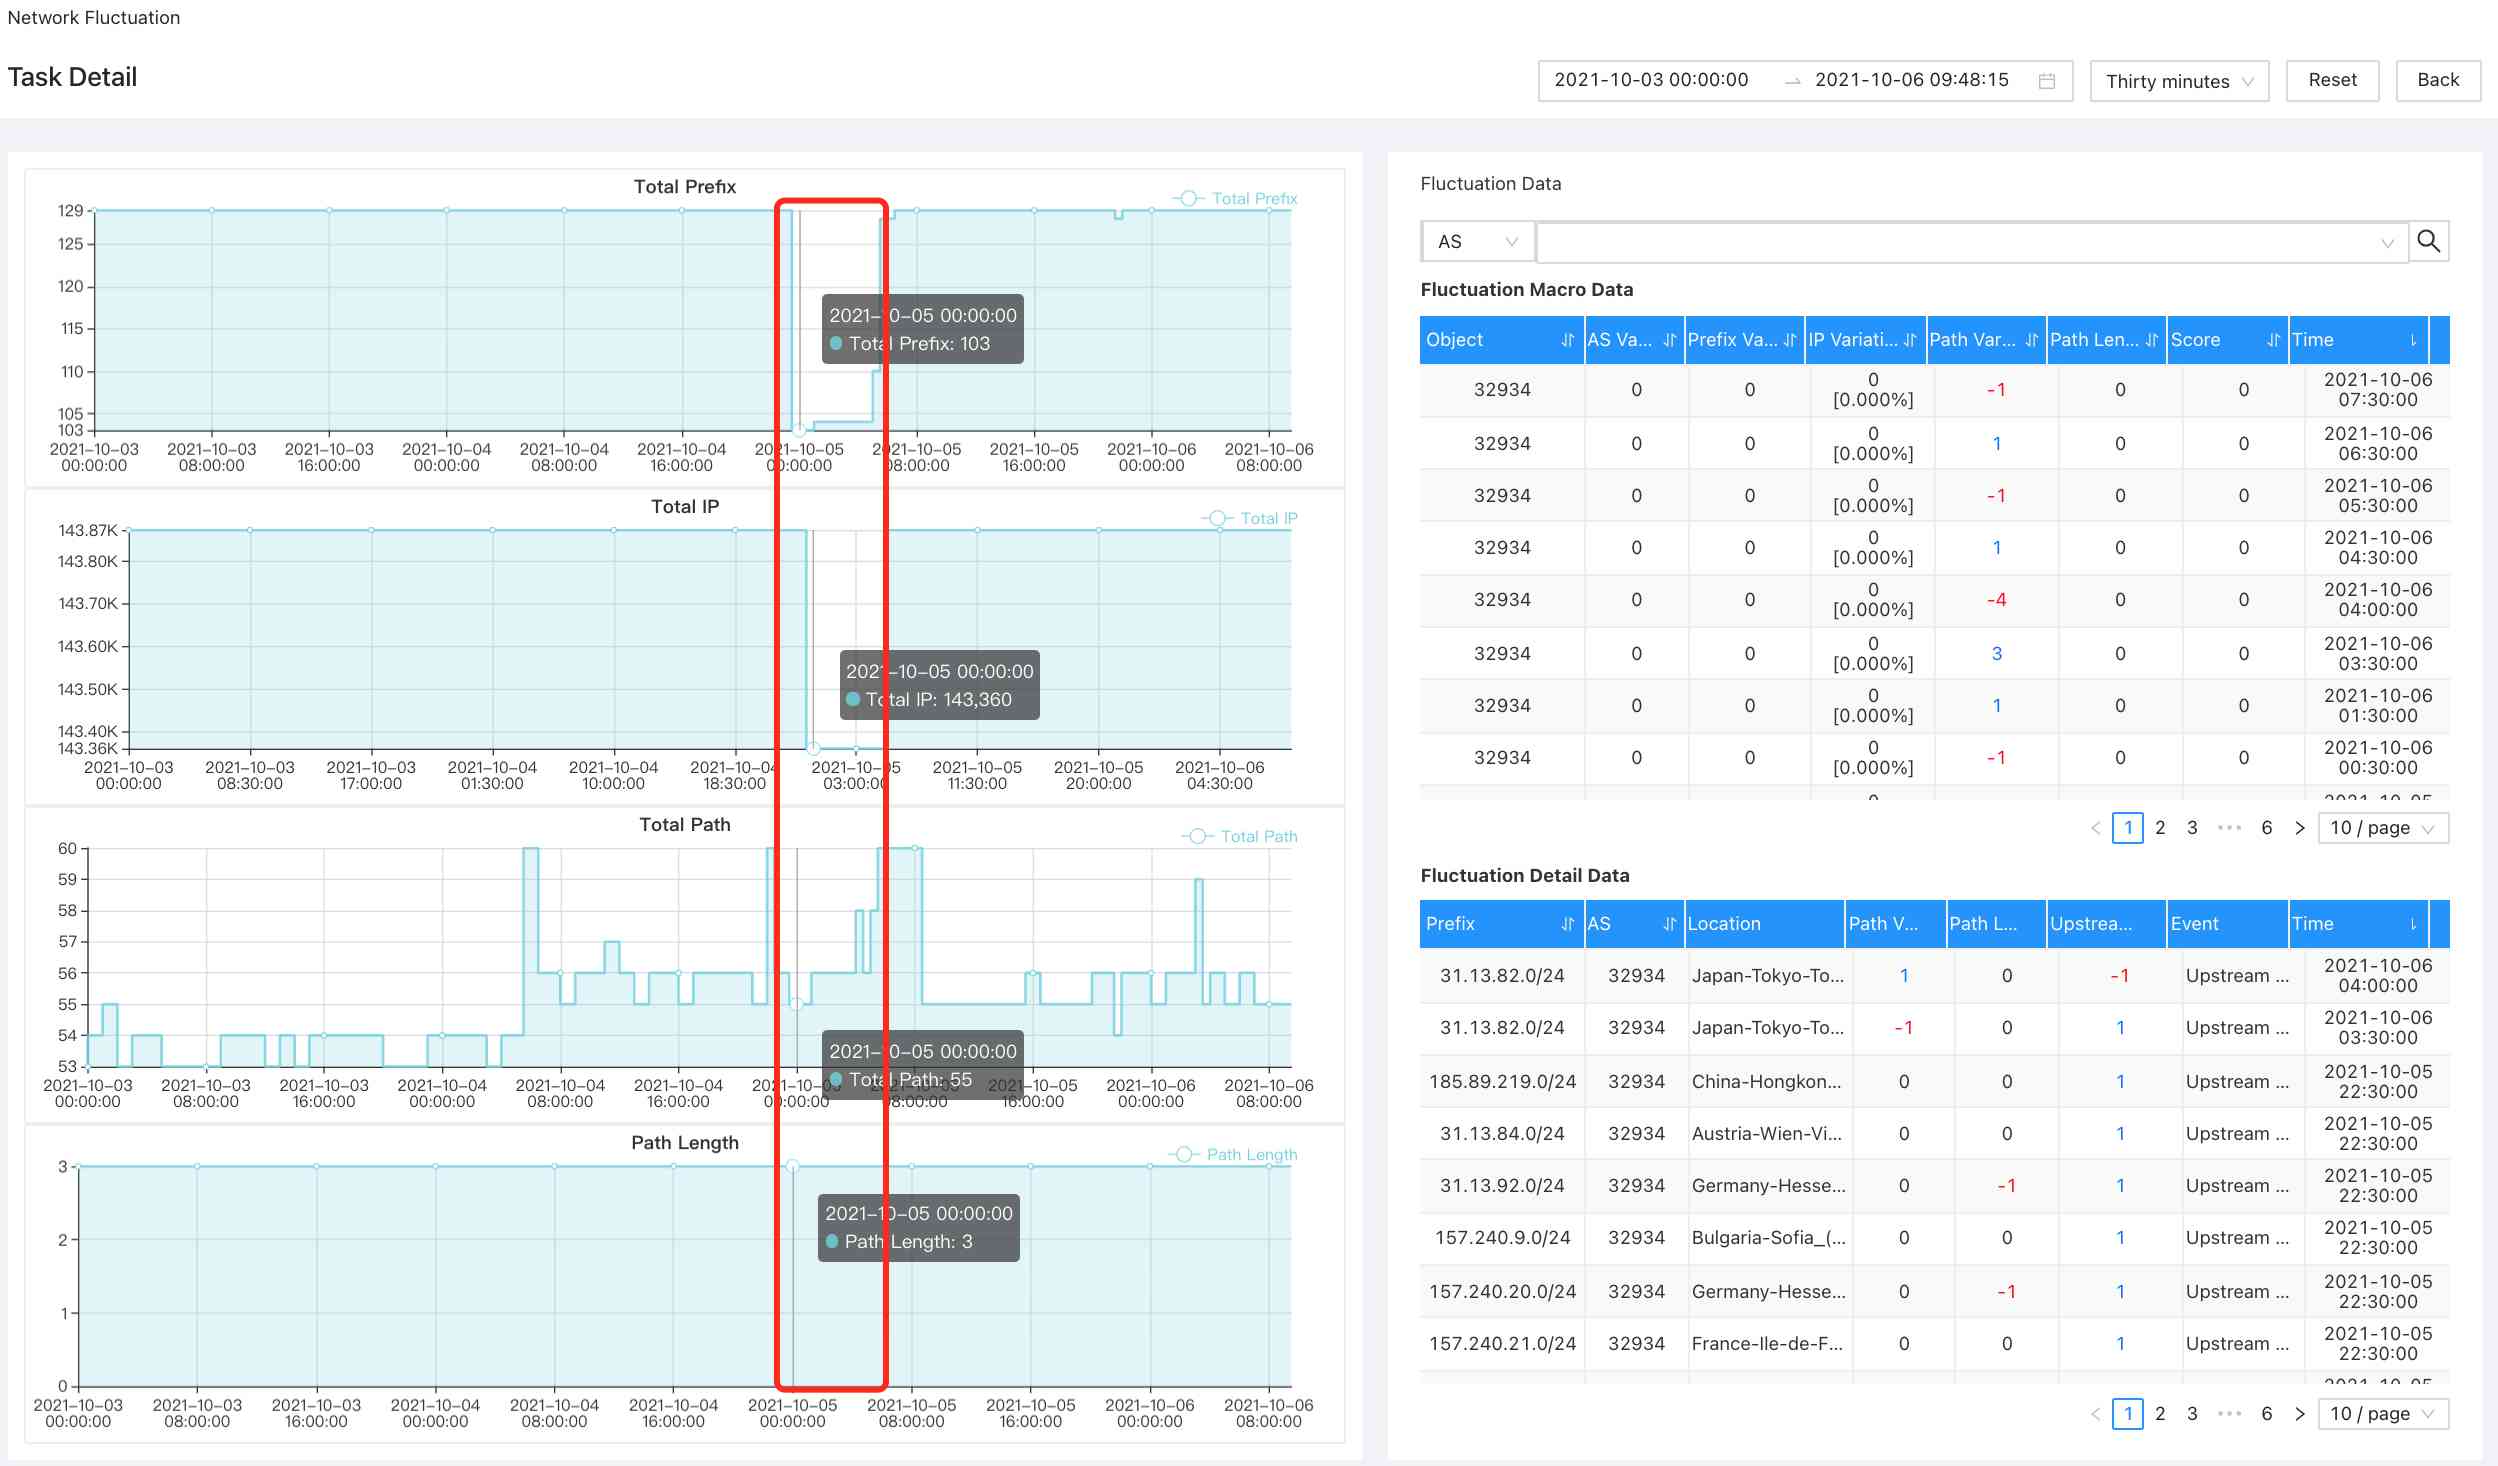 Network Fluctuation
Task Detail
2021-10-03 00:00:00 → 2021-10-06 09:48:15
Thirty minutes
Reset
Back
Total Prefix
Total Prefix
129
125
120
115
110
105
103
2021-10-05 00:00:00
Total Prefix: 103
2021-10-03 2021-10-03 2021-10-03 2021-10-04 2021-10-04 2021-10-04 2021-10-05 2021-10-05 2021-10-05 2021-10-06 2021-10-06
00:00:00 08:00:00 16:00:00 00:00:00 08:00:00 16:00:00 00:00:00 08:00:00 16:00:00 00:00:00 08:00:00
Total IP
Total IP
143.87K
143.80K
143.70K
143.60K
143.50K
143.40K
143.36K
2021-10-05 00:00:00
Total IP: 143,360
2021-10-03 2021-10-03 2021-10-03 2021-10-04 2021-10-04 2021-10-04 2021-10-05 2021-10-05 2021-10-05 2021-10-06
00:00:00 08:30:00 17:00:00 01:30:00 10:00:00 18:30:00 03:00:00 11:30:00 20:00:00 04:30:00
Total Path
Total Path
60
59
58
57
56
55
54
53
2021-10-05 00:00:00
Total Path: 55
2021-10-03 2021-10-03 2021-10-03 2021-10-04 2021-10-04 2021-10-04 2021-10-05 2021-10-05 2021-10-05 2021-10-06 2021-10-06
00:00:00 08:00:00 16:00:00 00:00:00 08:00:00 16:00:00 00:00:00 08:00:00 16:00:00 00:00:00 08:00:00
Path Length
Path Length
3
2
1
0
2021-10-05 00:00:00
Path Length: 3
2021-10-03 2021-10-03 2021-10-03 2021-10-04 2021-10-04 2021-10-04 2021-10-05 2021-10-05 2021-10-05 2021-10-06 2021-10-06
00:00:00 08:00:00 16:00:00 00:00:00 08:00:00 16:00:00 00:00:00 08:00:00 16:00:00 00:00:00 08:00:00
Fluctuation Data
AS
Fluctuation Macro Data
Object AS Va... Prefix Va... IP Variati... Path Var... Path Len... Score Time
32934 0 0 0 [0.000%] -1 0 0 2021-10-06 07:30:00
32934 0 0 0 [0.000%] 1 0 0 2021-10-06 06:30:00
32934 0 0 0 [0.000%] -1 0 0 2021-10-06 05:30:00
32934 0 0 0 [0.000%] 1 0 0 2021-10-06 04:30:00
32934 0 0 0 [0.000%] -4 0 0 2021-10-06 04:00:00
32934 0 0 0 [0.000%] 3 0 0 2021-10-06 03:30:00
32934 0 0 0 [0.000%] 1 0 0 2021-10-06 01:30:00
32934 0 0 0 [0.000%] -1 0 0 2021-10-06 00:30:00
< 1 2 3 ••• 6 > 10 / page
Fluctuation Detail Data
Prefix AS Location Path V... Path L... Upstrea... Event Time
31.13.82.0/24 32934 Japan-Tokyo-To... 1 0 -1 Upstream ... 2021-10-06 04:00:00
31.13.82.0/24 32934 Japan-Tokyo-To... -1 0 1 Upstream ... 2021-10-06 03:30:00
185.89.219.0/24 32934 China-Hongkon... 0 0 1 Upstream ... 2021-10-05 22:30:00
31.13.84.0/24 32934 Austria-Wien-Vi... 0 0 1 Upstream ... 2021-10-05 22:30:00
31.13.92.0/24 32934 Germany-Hesse... 0 -1 1 Upstream ... 2021-10-05 22:30:00
157.240.9.0/24 32934 Bulgaria-Sofia_(... 0 0 1 Upstream ... 2021-10-05 22:30:00
157.240.20.0/24 32934 Germany-Hesse... 0 -1 1 Upstream ... 2021-10-05 22:30:00
157.240.21.0/24 32934 France-Ile-de-F... 0 0 1 Upstream ... 2021-10-05 22:30:00
< 1 2 3 ••• 6 > 10 / page